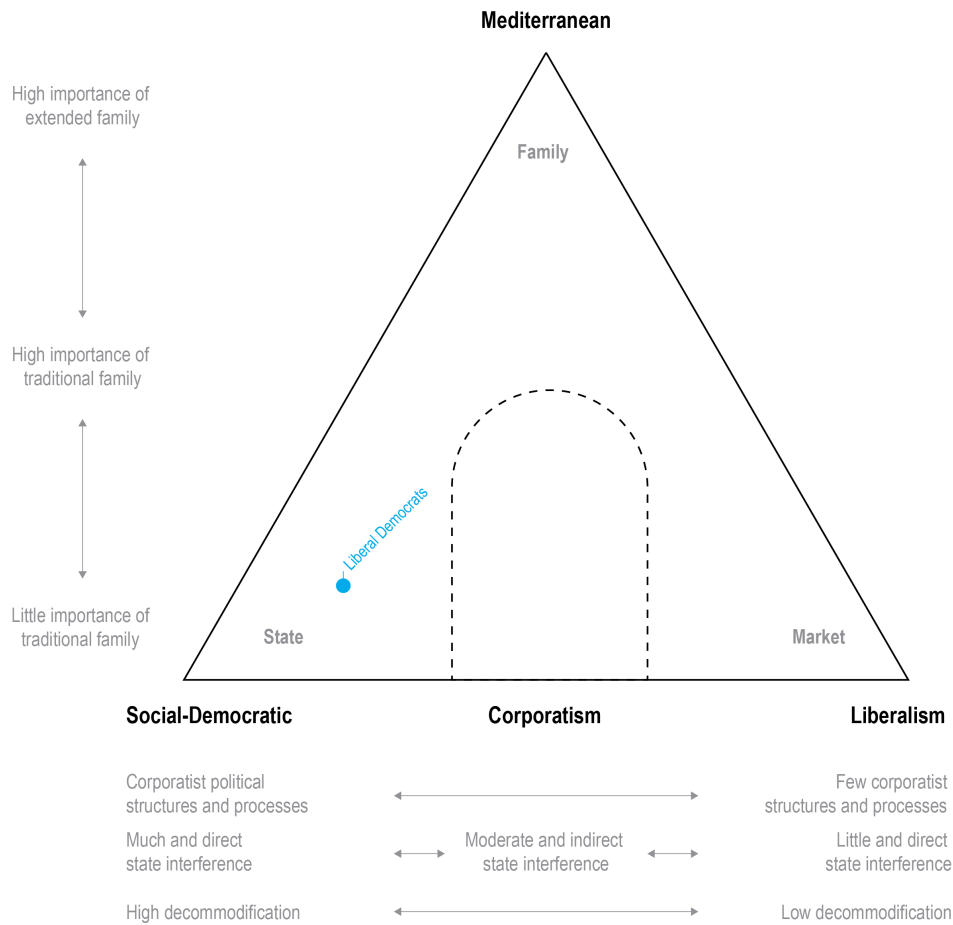 Mediterranean
High importance of
extended family
Family
High importance of
traditional family
Liberal Democrats
Little importance of
traditional family
State
Market
Social-Democratic
Corporatism
Liberalism
Corporatist political
structures and processes
Few corporatist
structures and processes
Much and direct
state interference
Moderate and indirect
state interference
Little and direct
state interference
High decommodification
Low decommodification